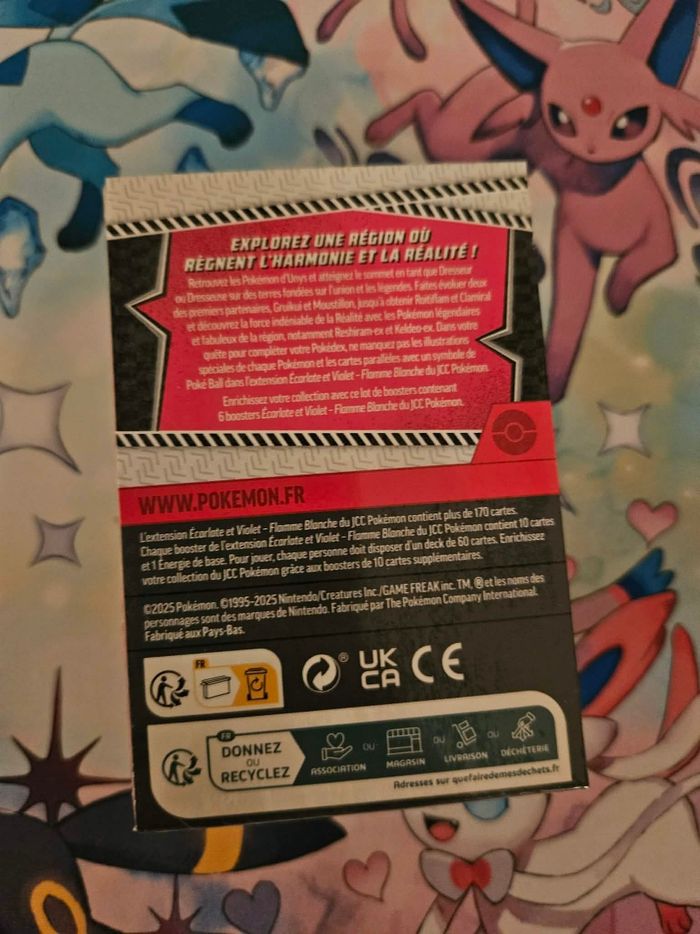 EXPLOREZ UNE RÉGION OÙ
RÈGNENT L'HARMONIE ET LA RÉALITÉ !
Retrouvez les Pokémon d'Unys et atteignez le sommet en tant que Dresseur
ou Dresseuse sur des terres fondées sur l'union et les légendes. Faites évoluer deux
des premiers partenaires, Gruikui et Moustillon, jusqu'à obtenir Roitiflam et Clamiral
et découvrez la force indéniable de la Réalité avec les Pokémon légendaires
et fabuleux de la région, notamment Reshiram-ex et Keldeo-ex. Dans votre
quête pour compléter votre Pokédex, ne manquez pas les illustrations
spéciales de chaque Pokémon et les cartes parallèles avec un symbole de
Poké Ball dans l'extension Écarlate et Violet – Flamme Blanche du JCC Pokémon.
Enrichissez votre collection avec ce lot de boosters contenant
6 boosters Écarlate et Violet – Flamme Blanche du JCC Pokémon.
WWW.POKEMON.FR
L'extension Écarlate et Violet – Flamme Blanche du JCC Pokémon contient plus de 170 cartes.
Chaque booster de l'extension Écarlate et Violet – Flamme Blanche du JCC Pokémon contient 10 cartes
et 1 Énergie de base. Pour jouer, chaque personne doit disposer d'un deck de 60 cartes. Enrichissez
votre collection du JCC Pokémon grâce aux boosters de 10 cartes supplémentaires.
©2025 Pokémon. ©1995-2025 Nintendo/Creatures Inc./GAME FREAK inc. TM, ® et les noms des
personnages sont des marques de Nintendo. Fabriqué par The Pokémon Company International.
Fabriqué aux Pays-Bas.
FR
® UK CA CE
FR
DONNEZ
OU
RECYCLEZ
ASSOCIATION OU MAGASIN OU LIVRAISON OU DÉCHÈTERIE
Adresses sur quefairedemesdechets.fr